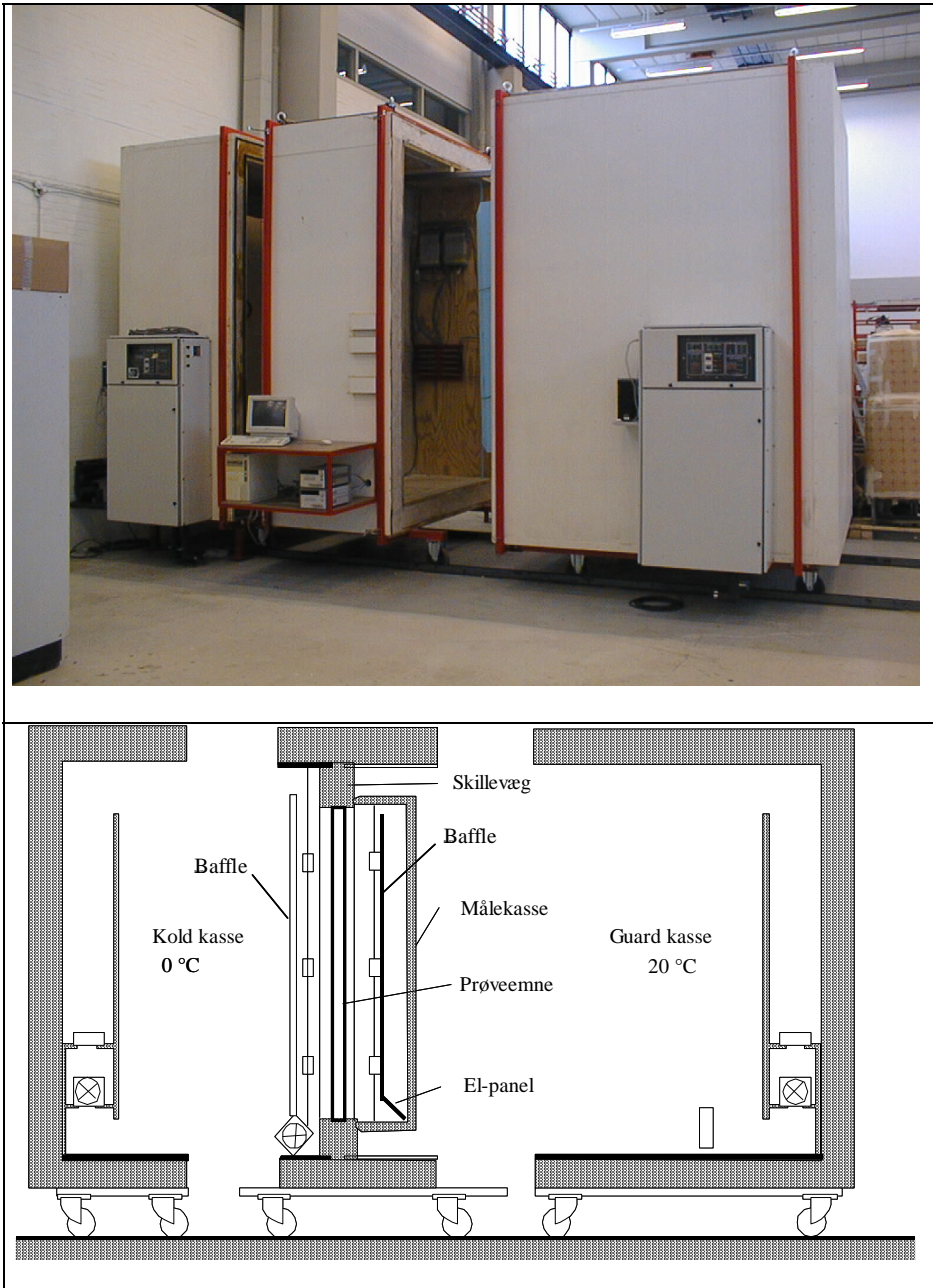 Skillevæg
Baffle
Baffle
Målekasse
Kold kasse
0 °C
Guard kasse
20 °C
Prøveemne
El-panel